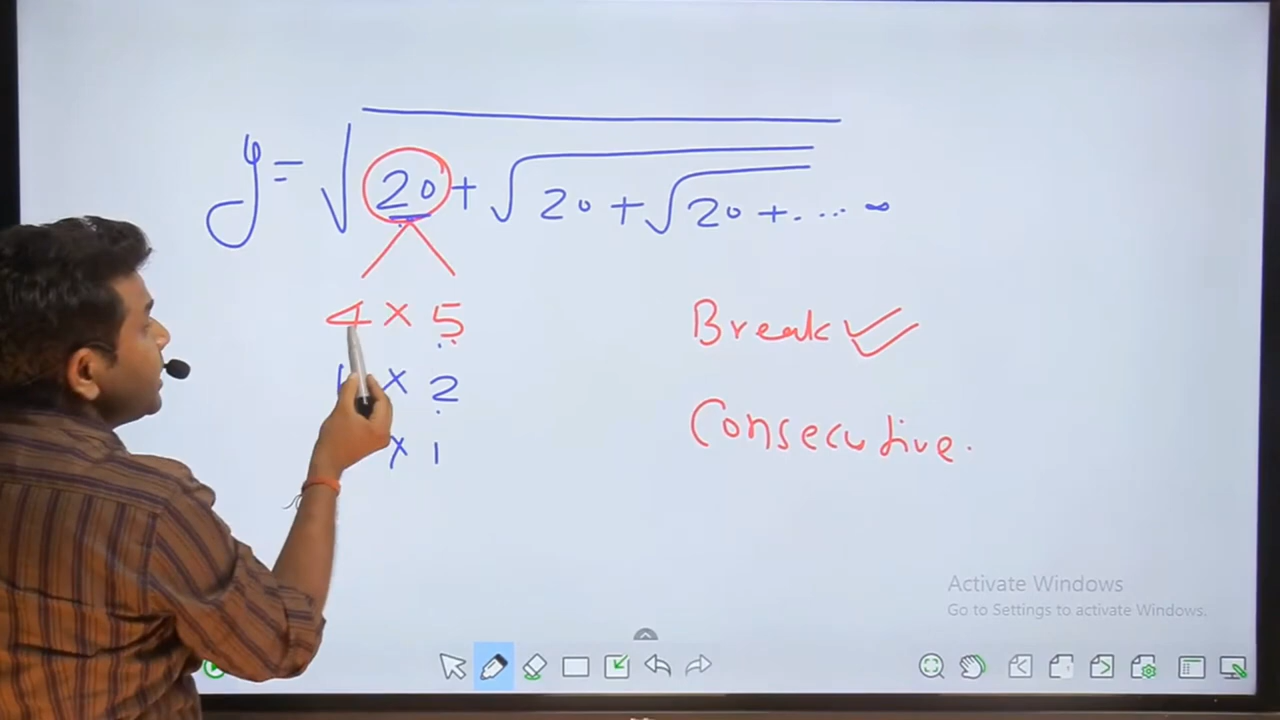 y = √20 + √20 + √20 + .... ∞
4 × 5
× 2
× 1
Break ✓✓
Consecutive.
Activate Windows
Go to Settings to activate Windows.